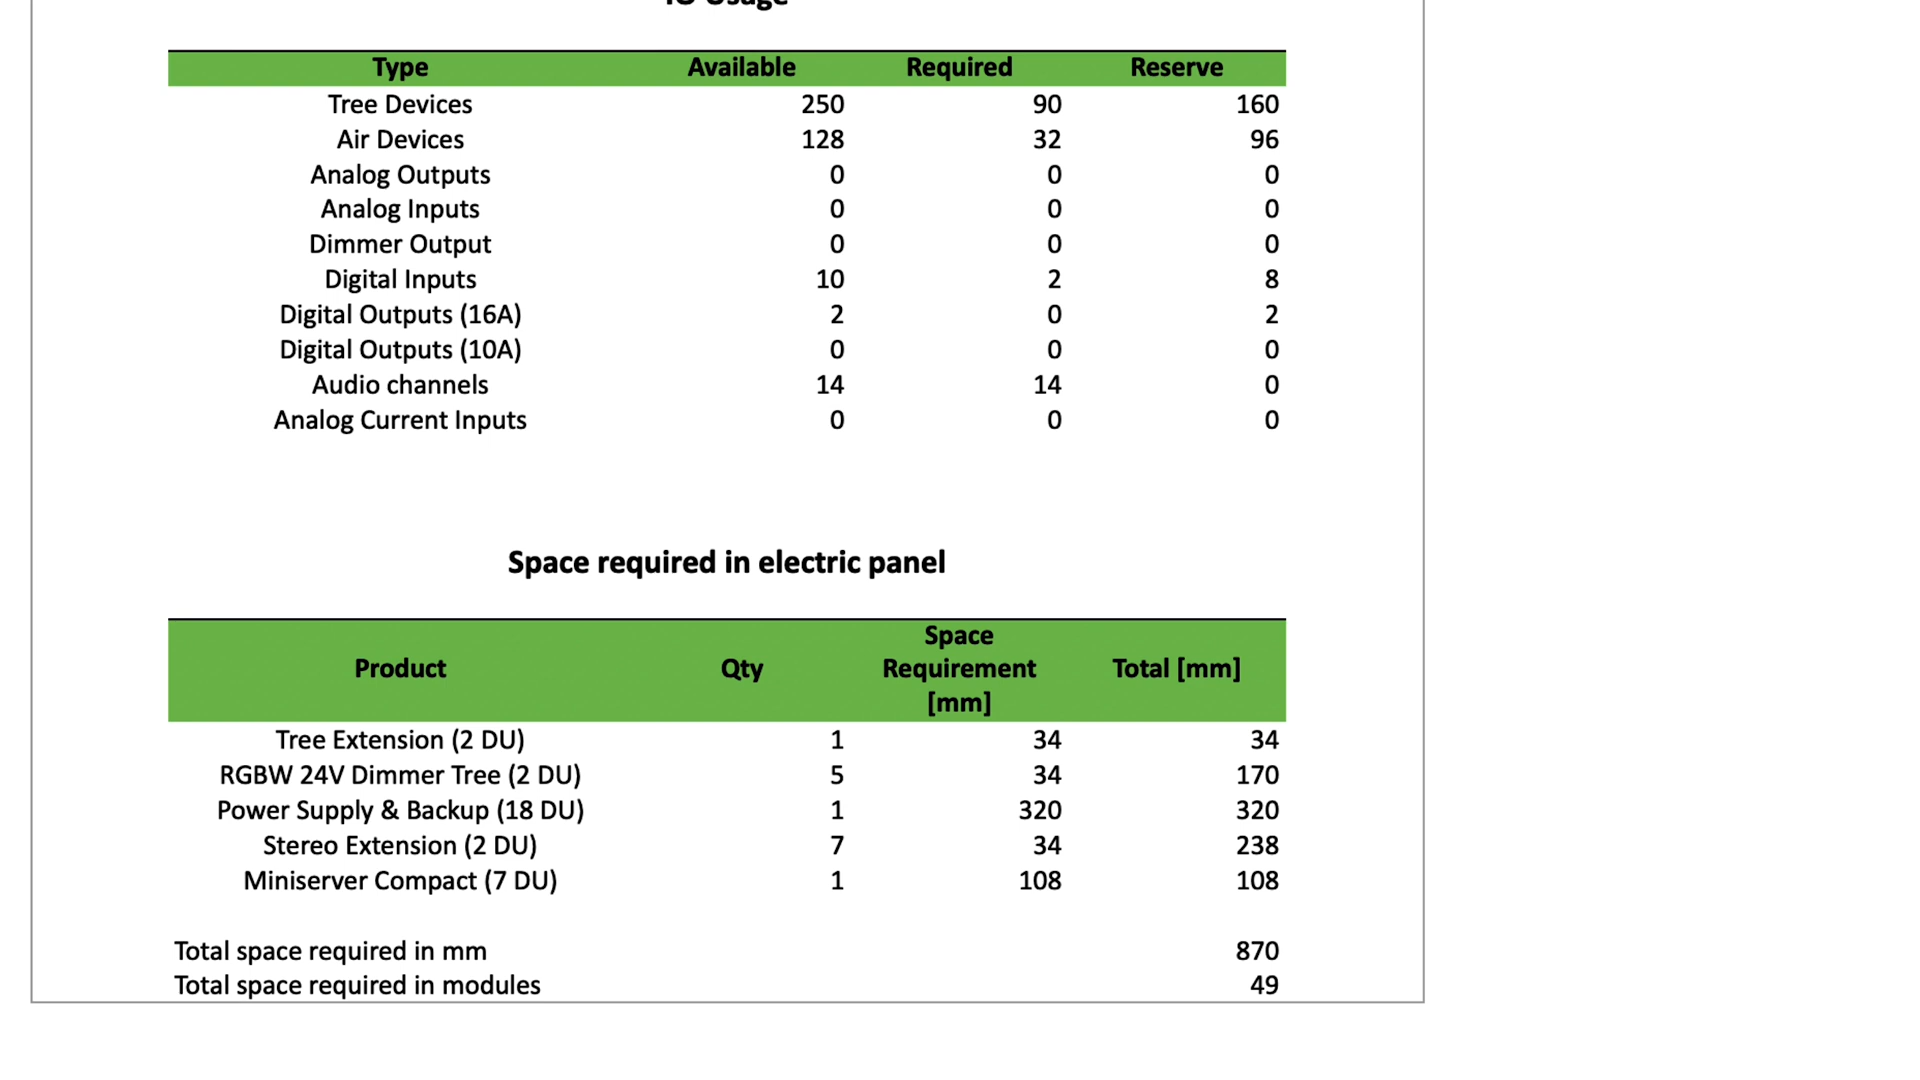 IO Usage
Type Available Required Reserve
Tree Devices 250 90 160
Air Devices 128 32 96
Analog Outputs 0 0 0
Analog Inputs 0 0 0
Dimmer Output 0 0 0
Digital Inputs 10 2 8
Digital Outputs (16A) 2 0 2
Digital Outputs (10A) 0 0 0
Audio channels 14 14 0
Analog Current Inputs 0 0 0
Space required in electric panel
Product Qty Space Requirement [mm] Total [mm]
Tree Extension (2 DU) 1 34 34
RGBW 24V Dimmer Tree (2 DU) 5 34 170
Power Supply & Backup (18 DU) 1 320 320
Stereo Extension (2 DU) 7 34 238
Miniserver Compact (7 DU) 1 108 108
Total space required in mm 870
Total space required in modules 49